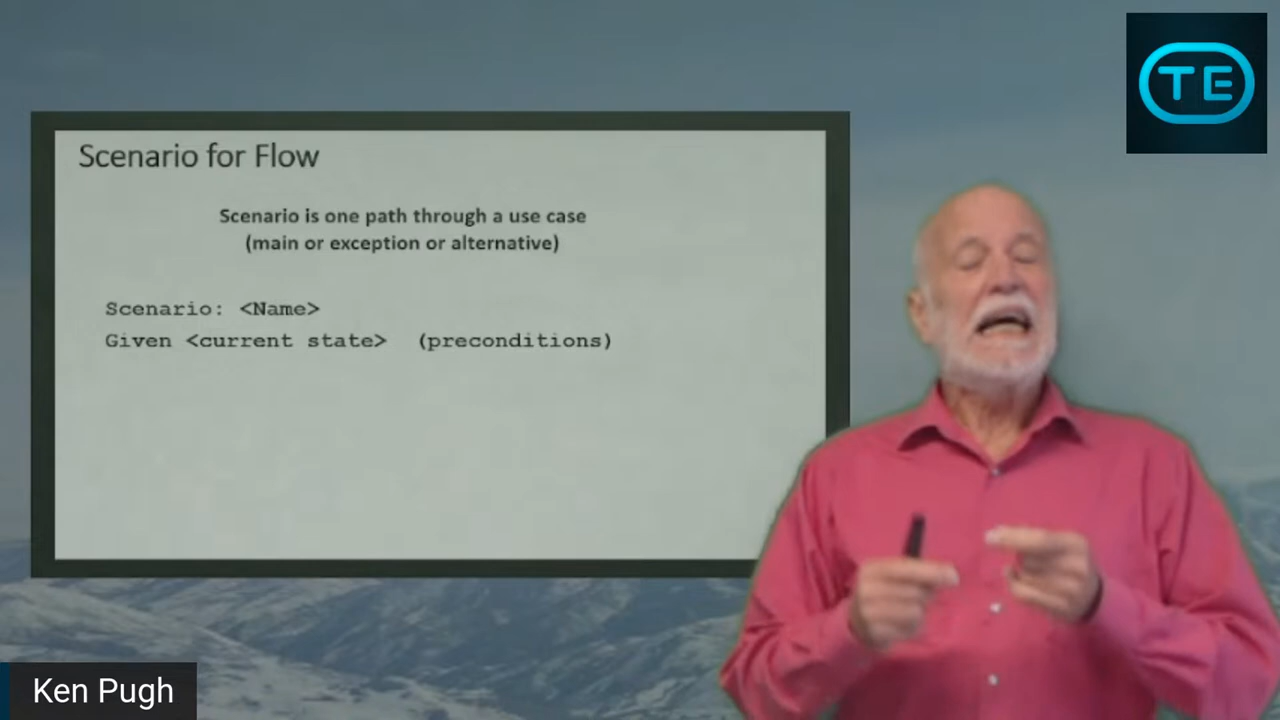 TE
Scenario for Flow
Scenario is one path through a use case
(main or exception or alternative)
Scenario: <Name>
Given <current state> (preconditions)
Ken Pugh